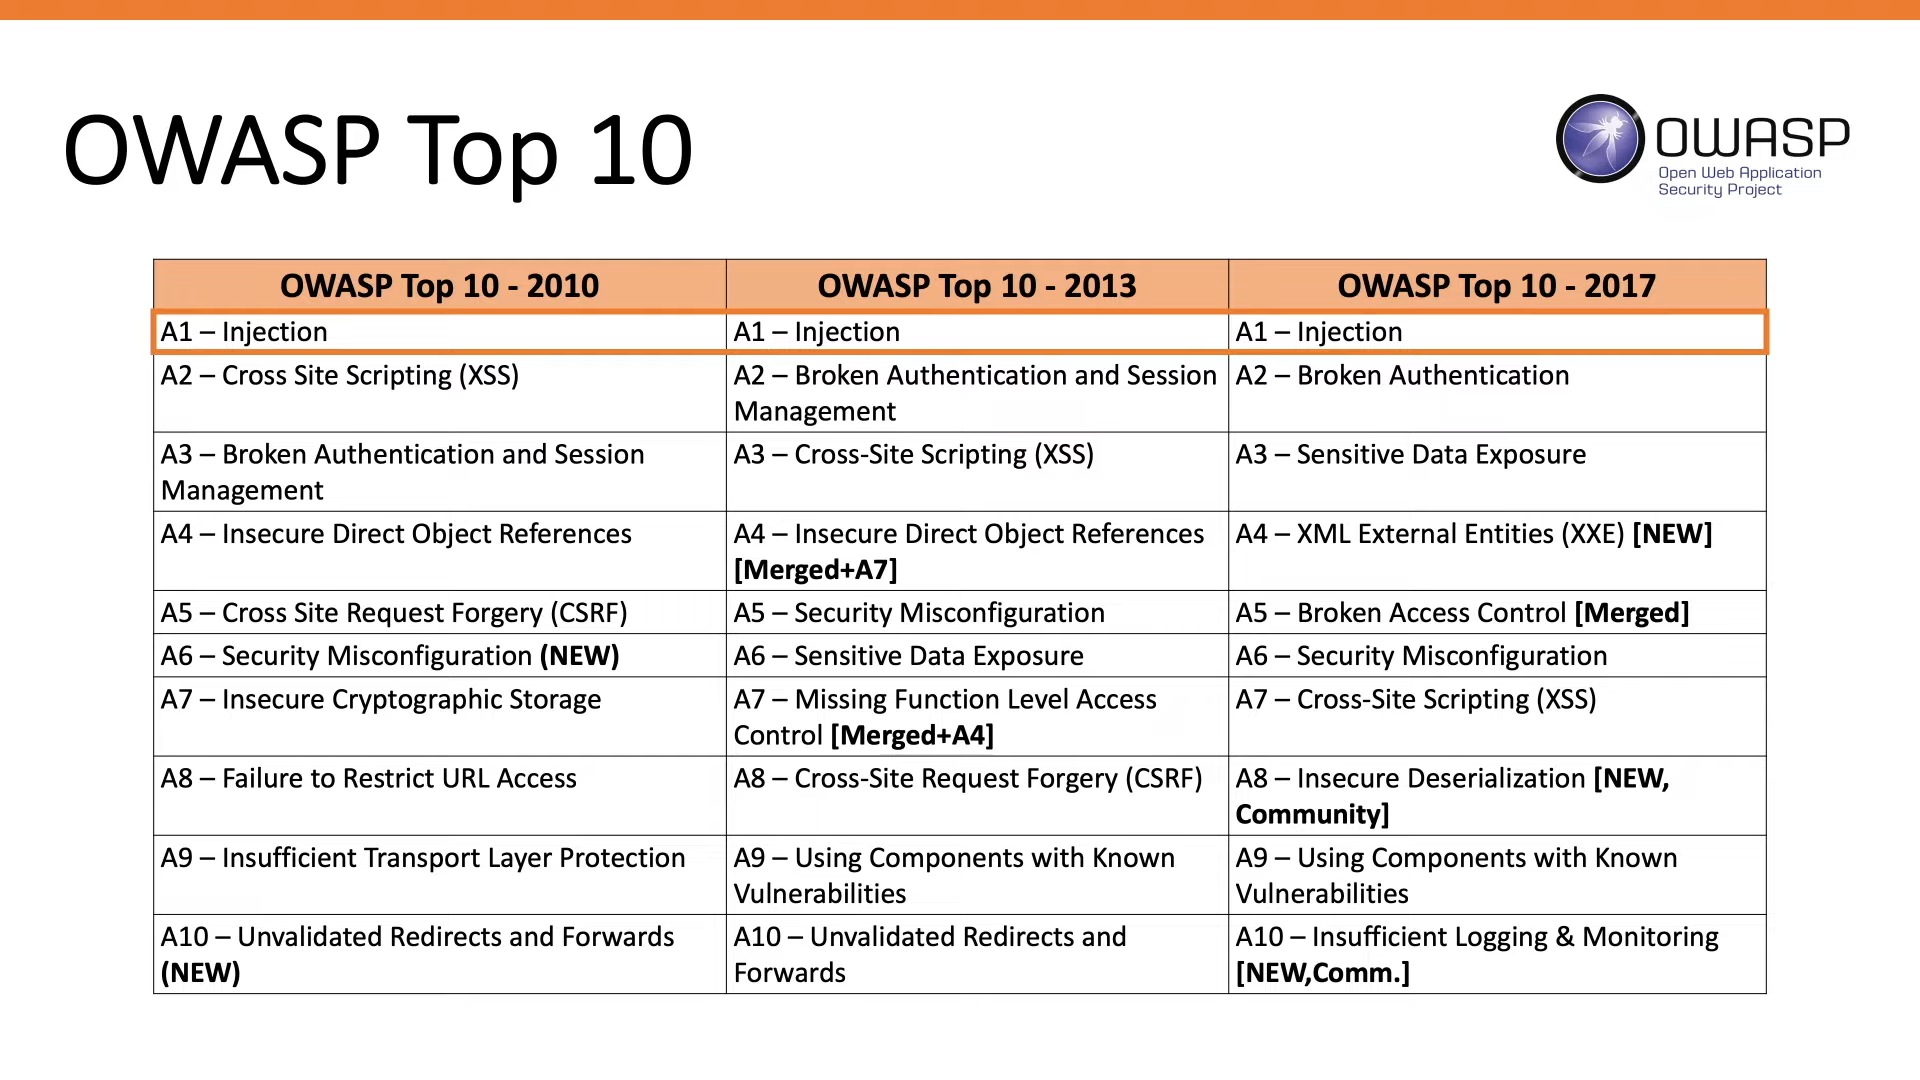 OWASP Top 10
OWASP
Open Web Application
Security Project
OWASP Top 10 - 2010
OWASP Top 10 - 2013
OWASP Top 10 - 2017
A1 – Injection
A1 – Injection
A1 – Injection
A2 – Cross Site Scripting (XSS)
A2 – Broken Authentication and Session
Management
A2 – Broken Authentication
A3 – Broken Authentication and Session
Management
A3 – Cross-Site Scripting (XSS)
A3 – Sensitive Data Exposure
A4 – Insecure Direct Object References
A4 – Insecure Direct Object References
[Merged+A7]
A4 – XML External Entities (XXE) [NEW]
A5 – Cross Site Request Forgery (CSRF)
A5 – Security Misconfiguration
A5 – Broken Access Control [Merged]
A6 – Security Misconfiguration (NEW)
A6 – Sensitive Data Exposure
A6 – Security Misconfiguration
A7 – Insecure Cryptographic Storage
A7 – Missing Function Level Access
Control [Merged+A4]
A7 – Cross-Site Scripting (XSS)
A8 – Failure to Restrict URL Access
A8 – Cross-Site Request Forgery (CSRF)
A8 – Insecure Deserialization [NEW,
Community]
A9 – Insufficient Transport Layer Protection
A9 – Using Components with Known
Vulnerabilities
A9 – Using Components with Known
Vulnerabilities
A10 – Unvalidated Redirects and Forwards
(NEW)
A10 – Unvalidated Redirects and
Forwards
A10 – Insufficient Logging & Monitoring
[NEW,Comm.]